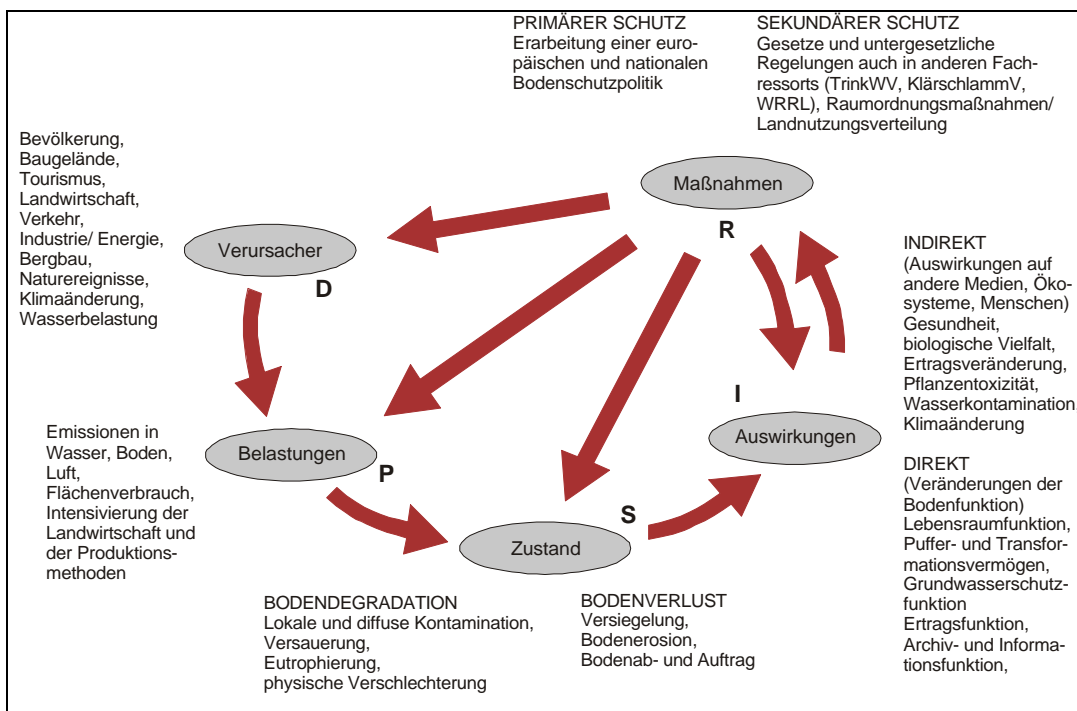 PRIMÄRER SCHUTZ
Erarbeitung einer euro-
päischen und nationalen
Bodenschutzpolitik
SEKUNDÄRER SCHUTZ
Gesetze und untergesetzliche
Regelungen auch in anderen Fach-
ressorts (TrinkWV, KlärschlammV,
WRRL), Raumordnungsmaßnahmen/
Landnutzungsverteilung
Bevölkerung,
Baugelände,
Tourismus,
Landwirtschaft,
Verkehr,
Industrie/ Energie,
Bergbau,
Naturereignisse,
Klimaänderung,
Wasserbelastung
Maßnahmen
R
Verursacher
D
INDIREKT
(Auswirkungen auf
andere Medien, Öko-
systeme, Menschen)
Gesundheit,
biologische Vielfalt,
Ertragsveränderung,
Pflanzentoxizität,
Wasserkontamination,
Klimaänderung
I
Auswirkungen
Emissionen in
Wasser, Boden,
Luft,
Flächenverbrauch,
Intensivierung der
Landwirtschaft und
der Produktions-
methoden
Belastungen
P
S
Zustand
DIREKT
(Veränderungen der
Bodenfunktion)
Lebensraumfunktion,
Puffer- und Transfor-
mationsvermögen,
Grundwasserschutz-
funktion
Ertragsfunktion,
Archiv- und Informa-
tionsfunktion,
BODENDEGRADATION
Lokale und diffuse Kontamination,
Versauerung,
Eutrophierung,
physische Verschlechterung
BODENVERLUST
Versiegelung,
Bodenerosion,
Bodenab- und Auftrag